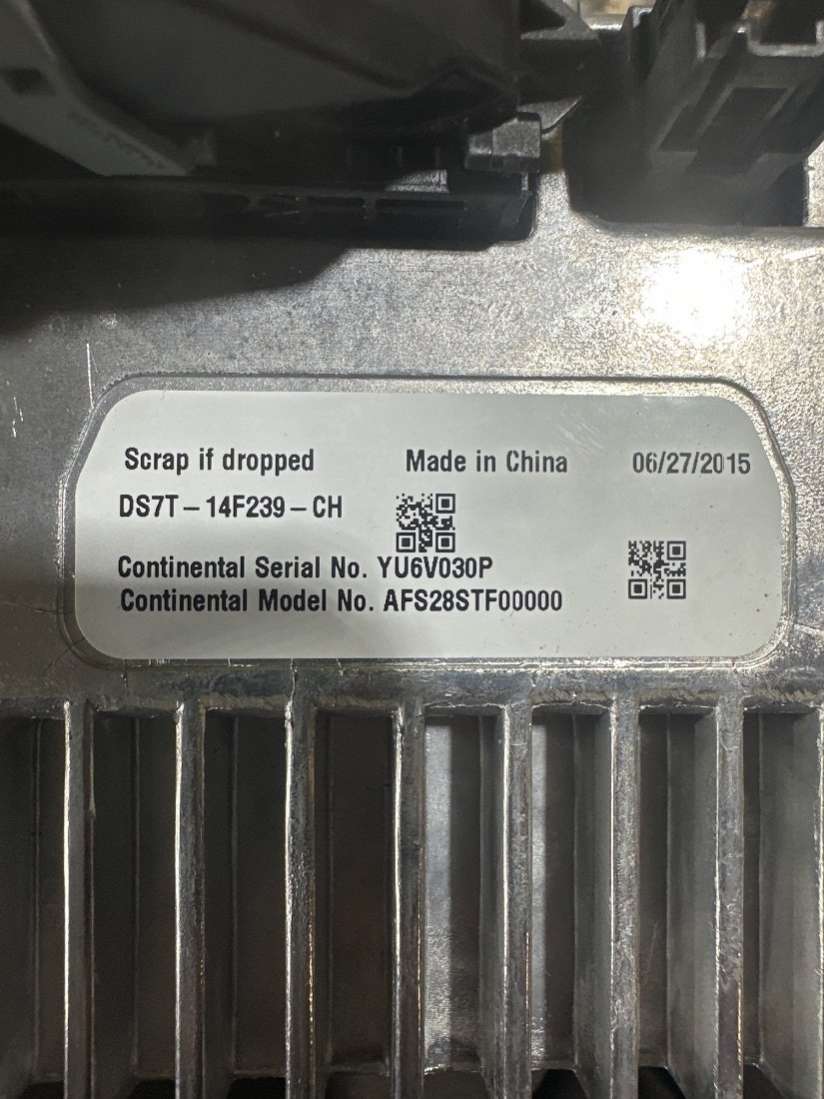 Scrap if dropped Made in China 06/27/2015
DS7T-14F239-CH
Continental Serial No. YU6V030P
Continental Model No. AFS28STF00000